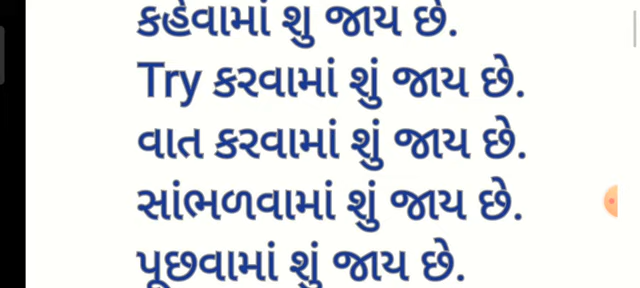 કહેવામાં શું જાય છે.
Try કરવામાં શું જાય છે.
વાત કરવામાં શું જાય છે.
સાંભળવામાં શું જાય છે.
પૂછવામાં શું જાય છે.